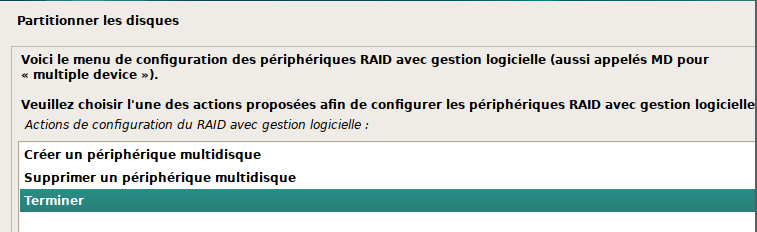 Partitionner les disques
Voici le menu de configuration des périphériques RAID avec gestion logicielle (aussi appelés MD pour
« multiple device »).
Veuillez choisir l'une des actions proposées afin de configurer les périphériques RAID avec gestion logicielle
Actions de configuration du RAID avec gestion logicielle :
Créer un périphérique multidisque
Supprimer un périphérique multidisque
Terminer